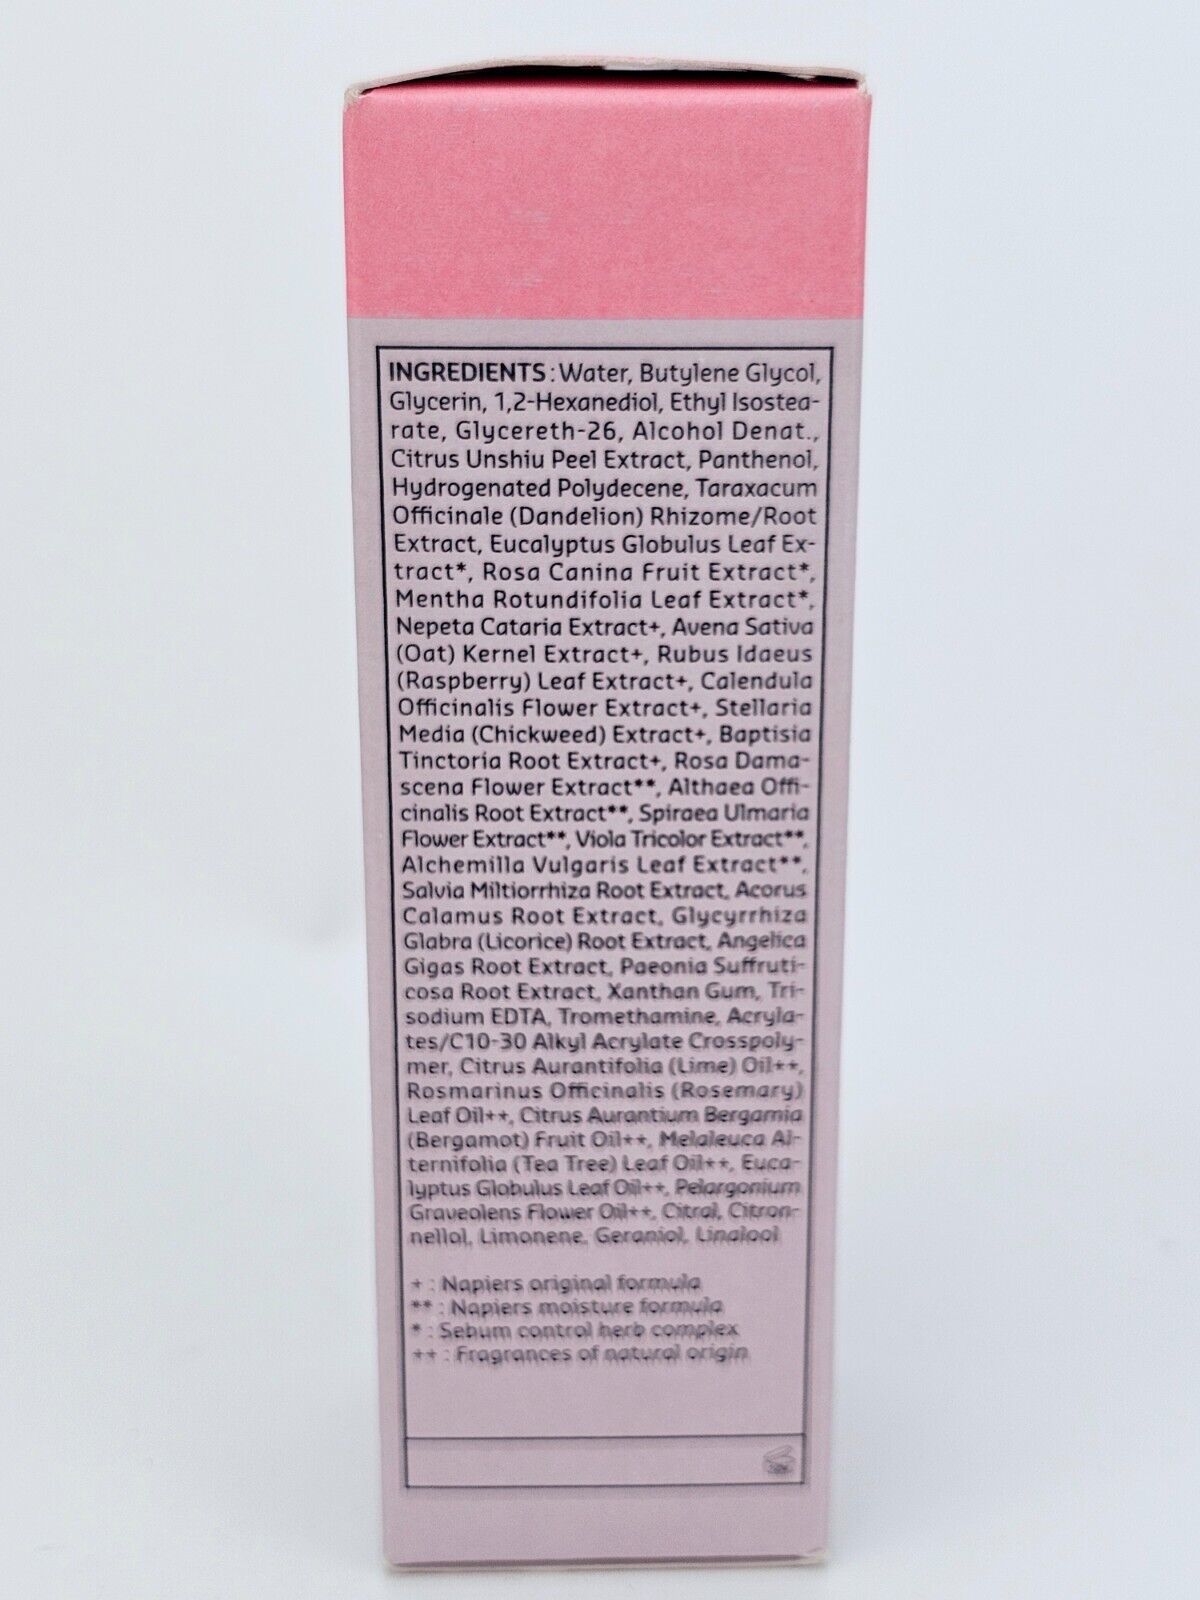 INGREDIENTS : Water, Butylene Glycol,
Glycerin, 1,2-Hexanediol, Ethyl Isostea-
rate, Glycereth-26, Alcohol Denat.,
Citrus Unshiu Peel Extract, Panthenol,
Hydrogenated Polydecene, Taraxacum
Officinale (Dandelion) Rhizome/Root
Extract, Eucalyptus Globulus Leaf Ex-
tract*, Rosa Canina Fruit Extract*,
Mentha Rotundifolia Leaf Extract*,
Nepeta Cataria Extract+, Avena Sativa
(Oat) Kernel Extract+, Rubus Idaeus
(Raspberry) Leaf Extract+, Calendula
Officinalis Flower Extract+, Stellaria
Media (Chickweed) Extract+, Baptisia
Tinctoria Root Extract+, Rosa Dama-
scena Flower Extract**, Althaea Offi-
cinalis Root Extract**, Spiraea Ulmaria
Flower Extract**, Viola Tricolor Extract**,
Alchemilla Vulgaris Leaf Extract**,
Salvia Miltiorrhiza Root Extract, Acorus
Calamus Root Extract, Glycyrrhiza
Glabra (Licorice) Root Extract, Angelica
Gigas Root Extract, Paeonia Suffruti-
cosa Root Extract, Xanthan Gum, Tri-
sodium EDTA, Tromethamine, Acryla-
tes/C10-30 Alkyl Acrylate Crosspoly-
mer, Citrus Aurantifolia (Lime) Oil++,
Rosmarinus Officinalis (Rosemary)
Leaf Oil++, Citrus Aurantium Bergamia
(Bergamot) Fruit Oil++, Melaleuca Al-
ternifolia (Tea Tree) Leaf Oil++, Euca-
lyptus Globulus Leaf Oil++, Pelargonium
Graveolens Flower Oil++, Citral, Citron-
nellol, Limonene, Geraniol, Linalool
+ : Napiers original formula
** : Napiers moisture formula
* : Sebum control herb complex
++ : Fragrances of natural origin